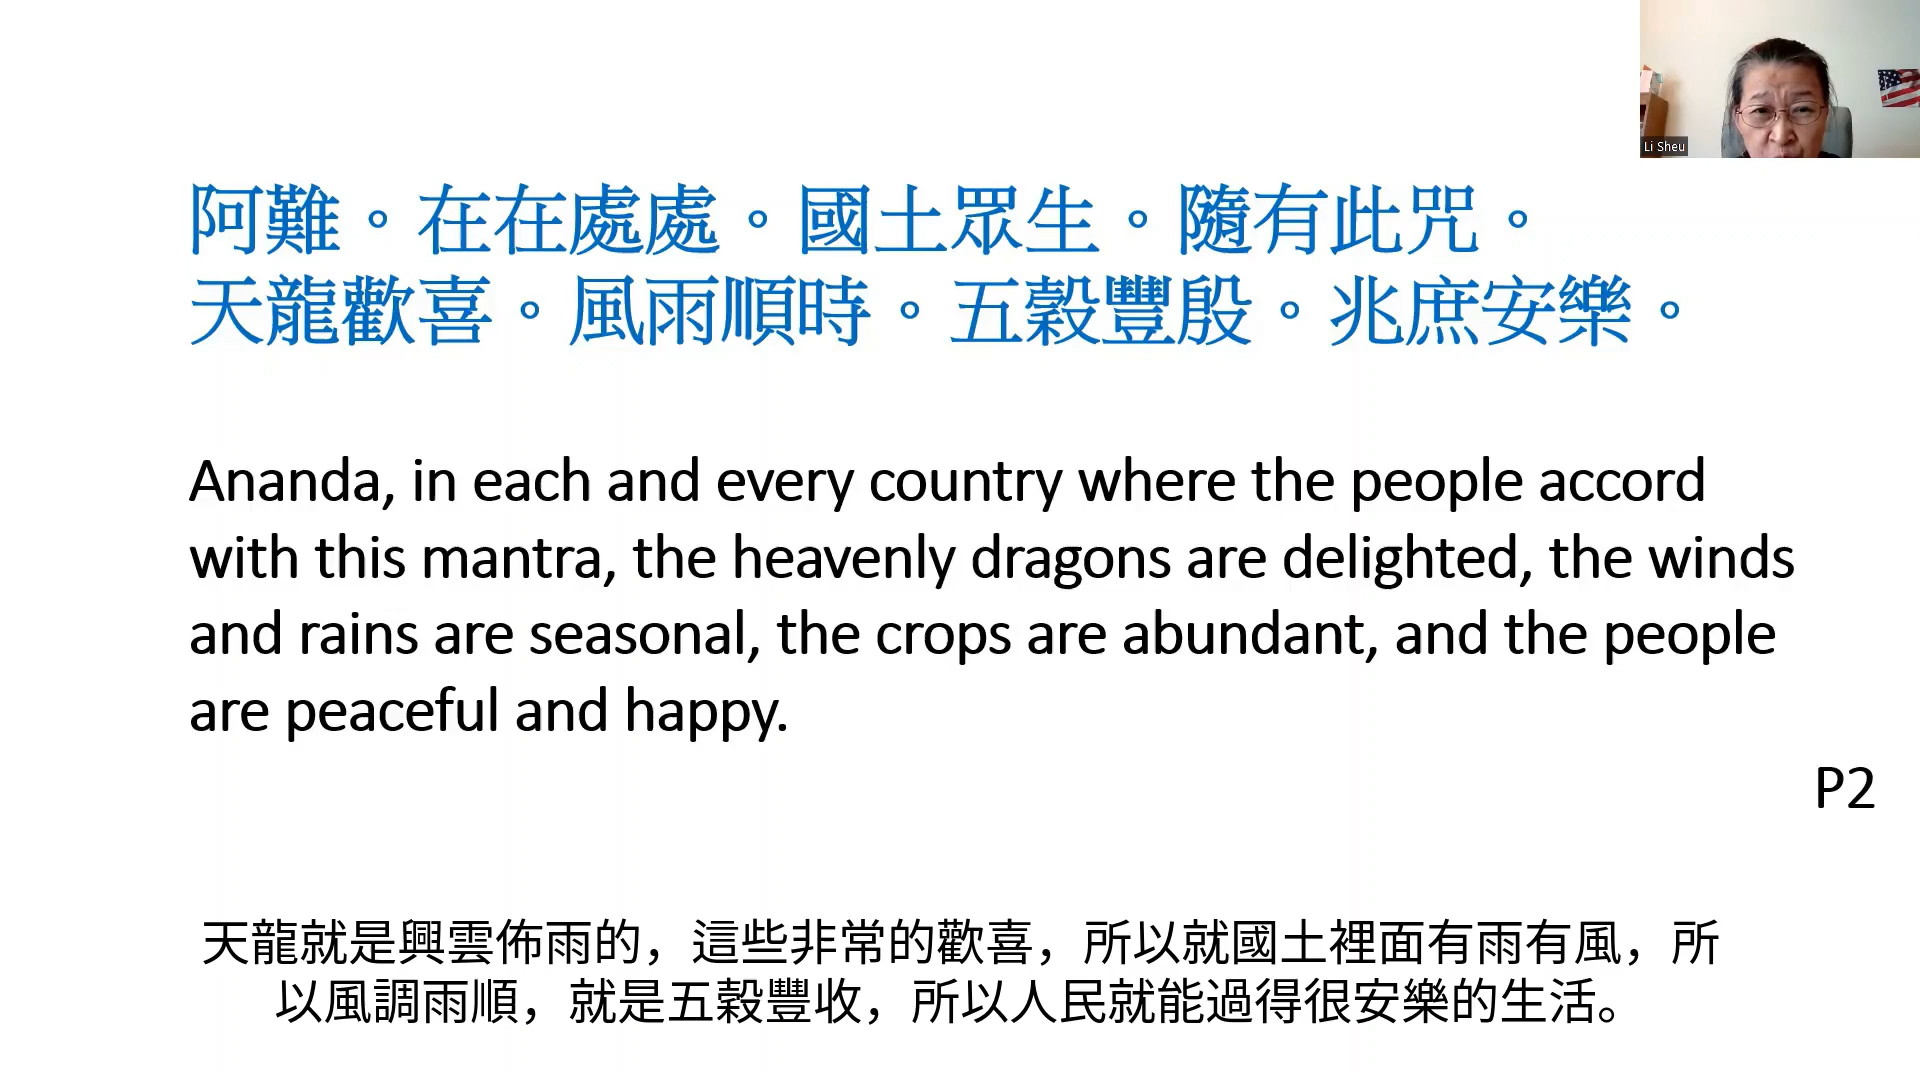 Li Sheu
阿難。在在處處。國土眾生。隨有此咒。
天龍歡喜。風雨順時。五穀豐殷。兆庶安樂。
Ananda, in each and every country where the people accord
with this mantra, the heavenly dragons are delighted, the winds
and rains are seasonal, the crops are abundant, and the people
are peaceful and happy.
P2
天龍就是興雲佈雨的，這些非常的歡喜，所以就國土裡面有雨有風，所
以風調雨順，就是五穀豐收，所以人民就能過得很安樂的生活。